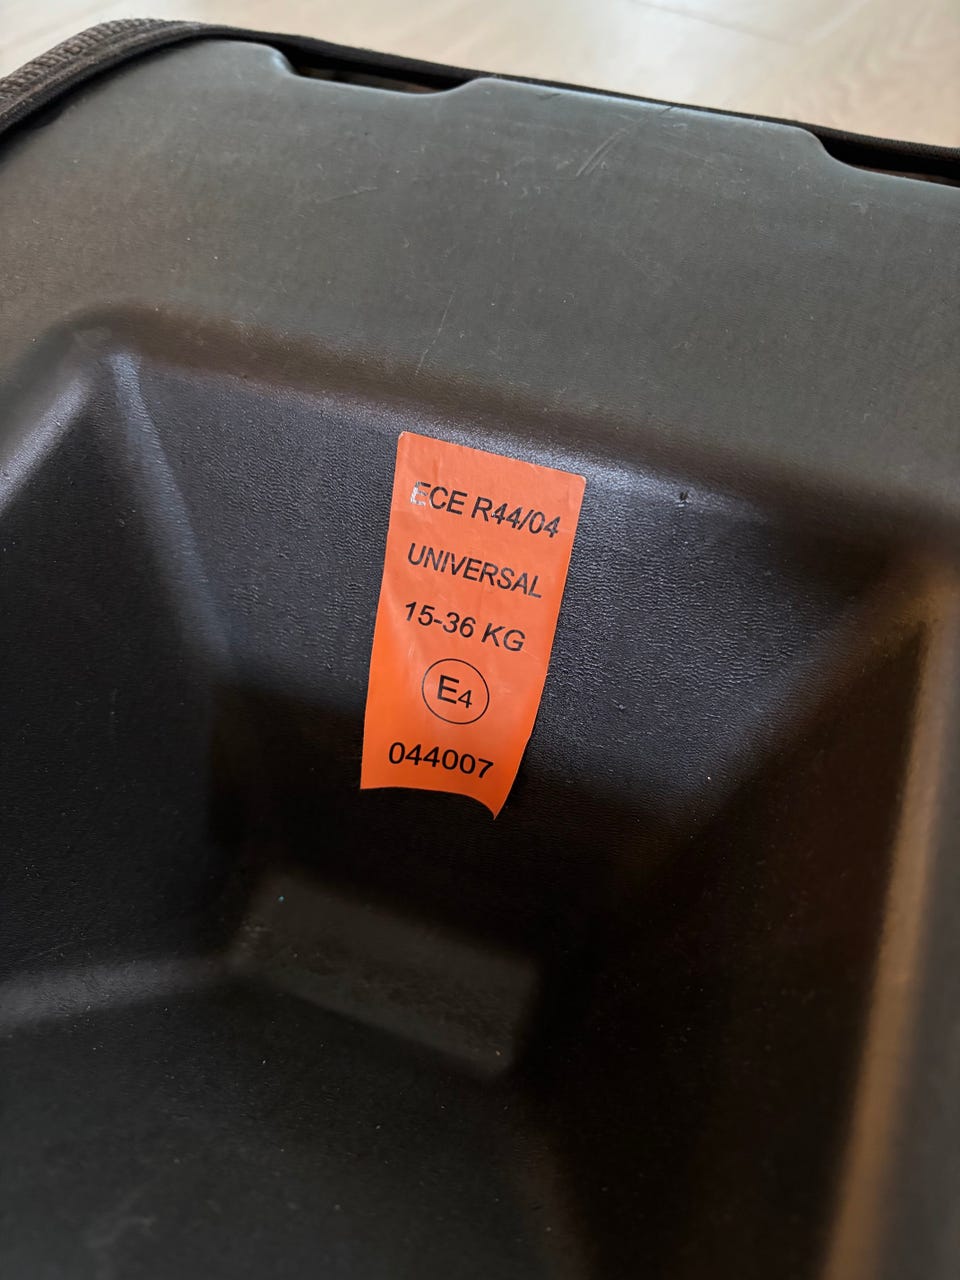 ECE R44/04
UNIVERSAL
15-36 KG
E4
044007